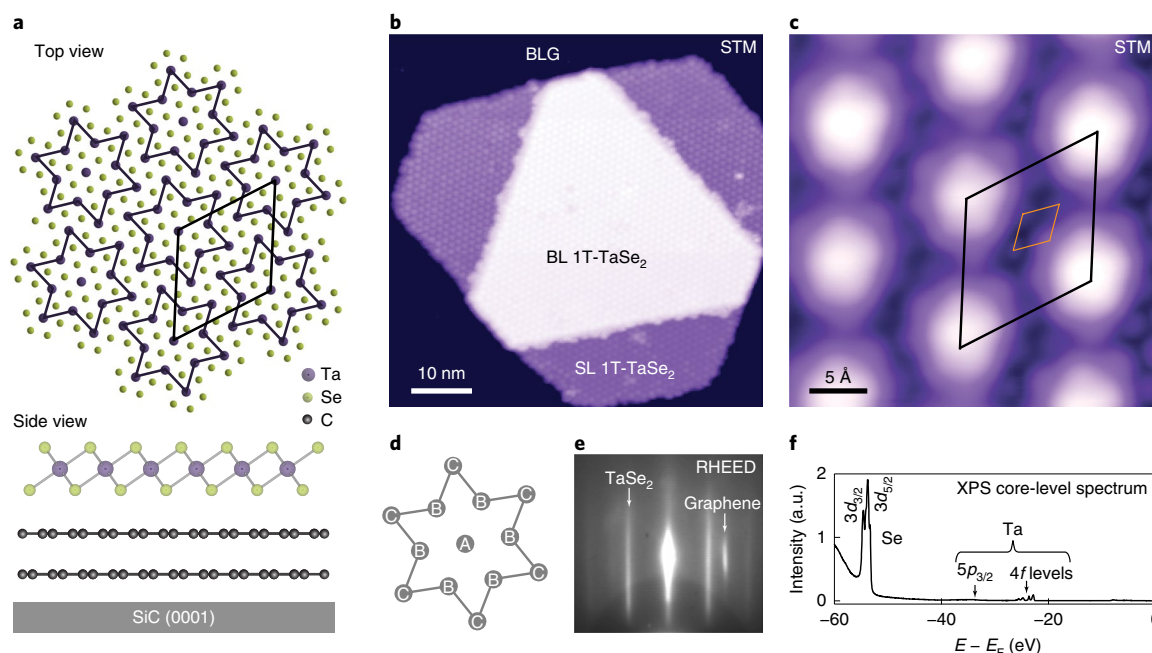 a
Top view
Ta
Se
C
Side view
SiC (0001)
b
BLG
STM
BL 1T-TaSe₂
SL 1T-TaSe₂
10 nm
c
STM
5 Å
d
C
C
C
B
B
B
A
B
B
B
C
C
C
e
RHEED
TaSe₂
Graphene
f
XPS core-level spectrum
3d₃/₂
3d₅/₂
Se
Ta
5p₃/₂
4f levels
Intensity (a.u.)
2
1
0
−60
−40
−20
0
E − E_F (eV)